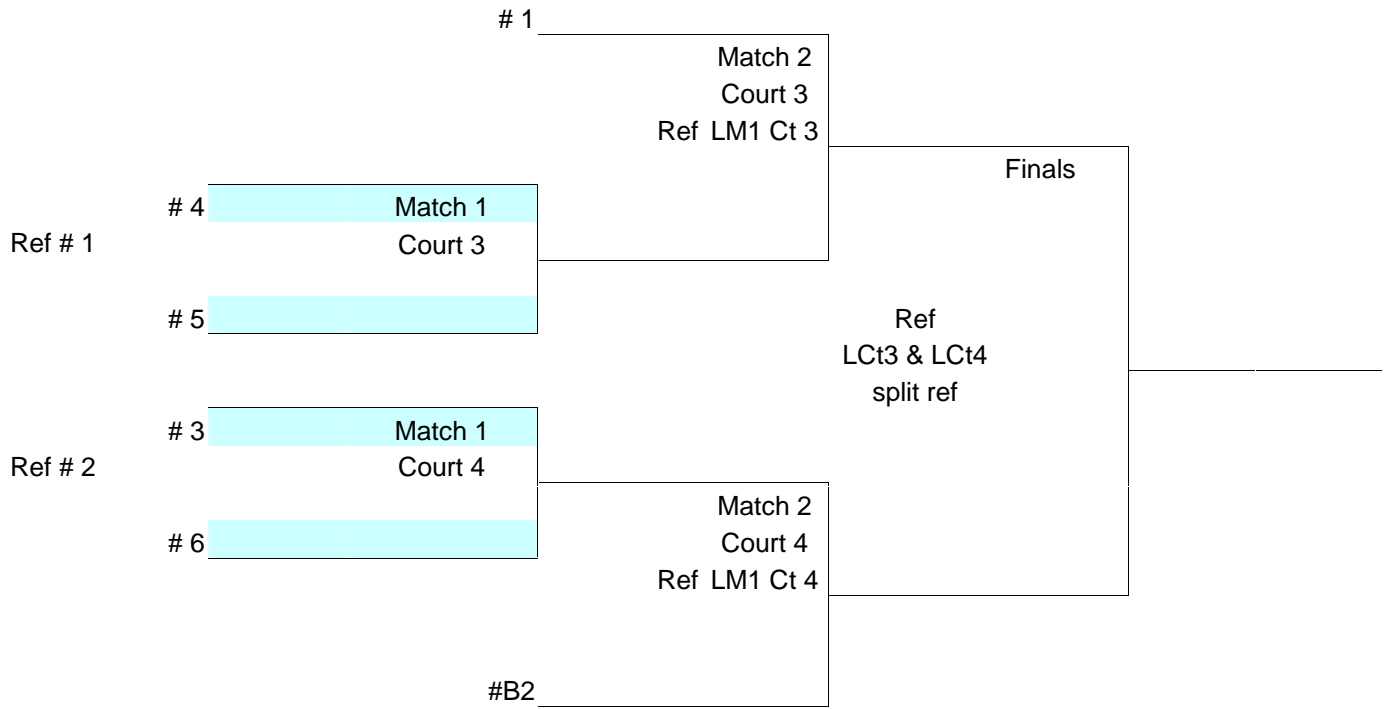 # 1
Match 2
Court 3
Ref LM1 Ct 3
Finals
# 4 Match 1
Ref # 1 Court 3
# 5
Ref
LCt3 & LCt4
split ref
# 3 Match 1
Ref # 2 Court 4
Match 2
# 6 Court 4
Ref LM1 Ct 4
#B2